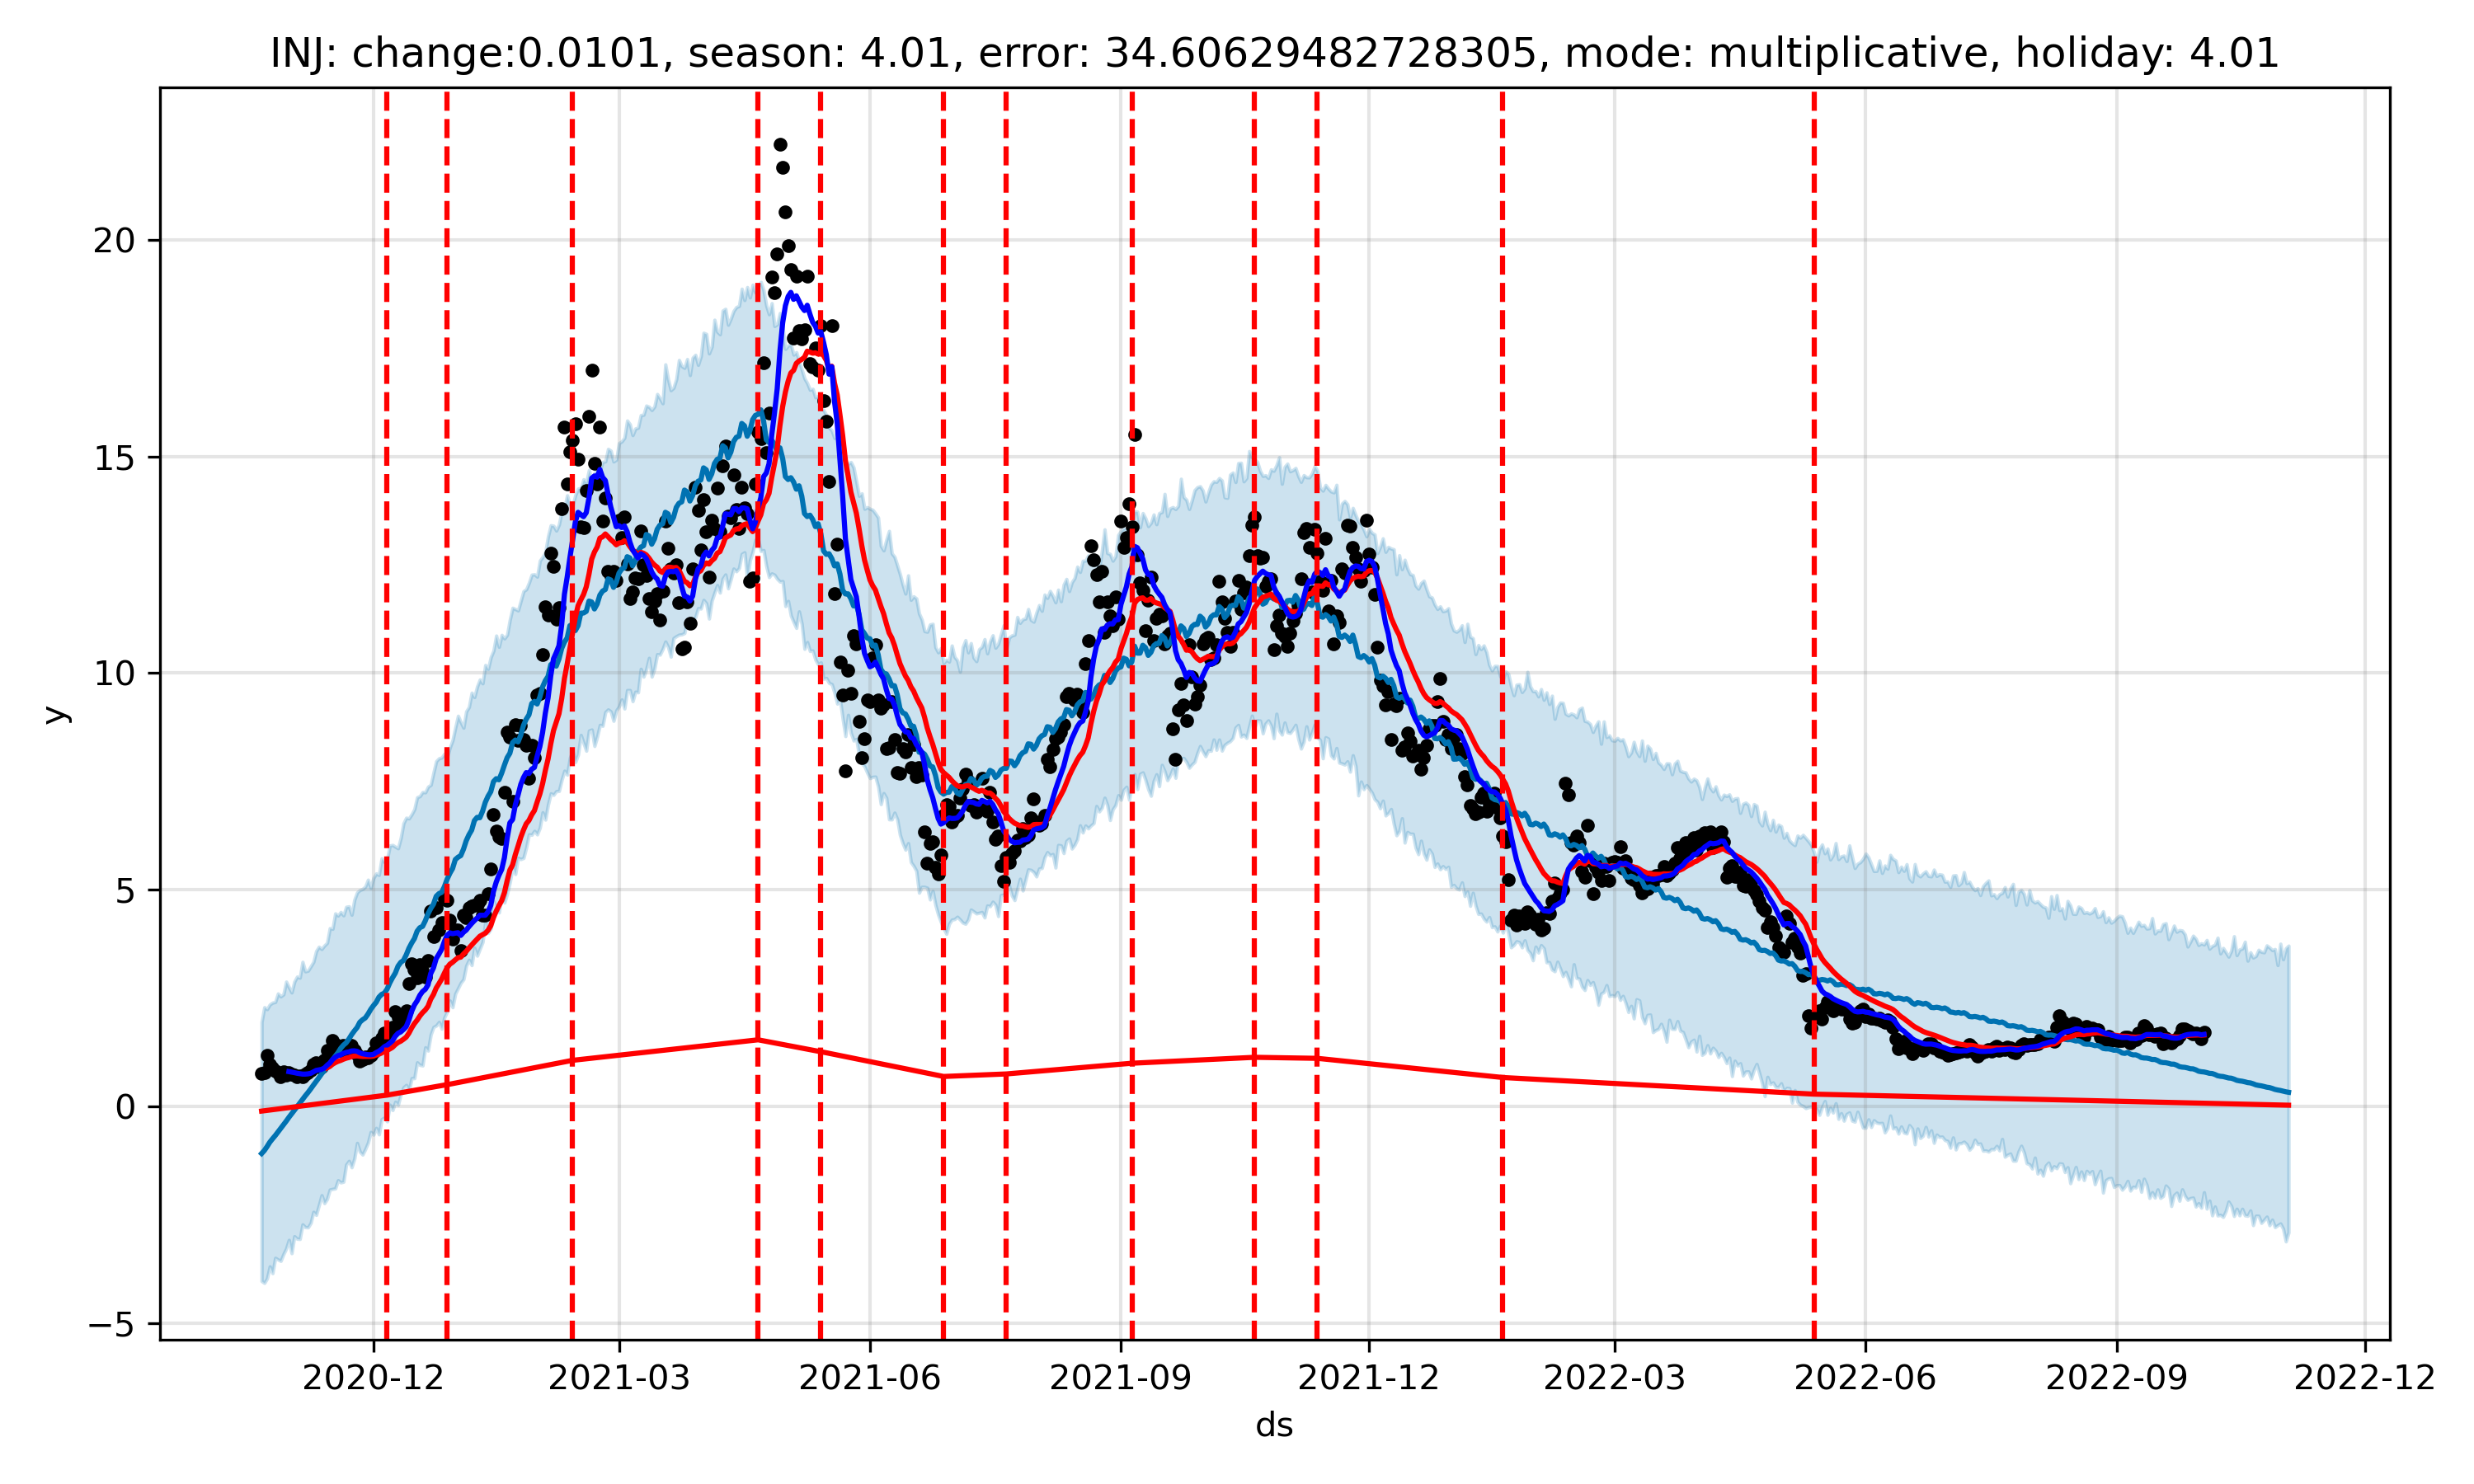 INJ: change:0.0101, season: 4.01, error: 34.60629482728305, mode: multiplicative, holiday: 4.01
20
15
10
5
0
−5
y
2020-12 2021-03 2021-06 2021-09 2021-12 2022-03 2022-06 2022-09 2022-12
ds